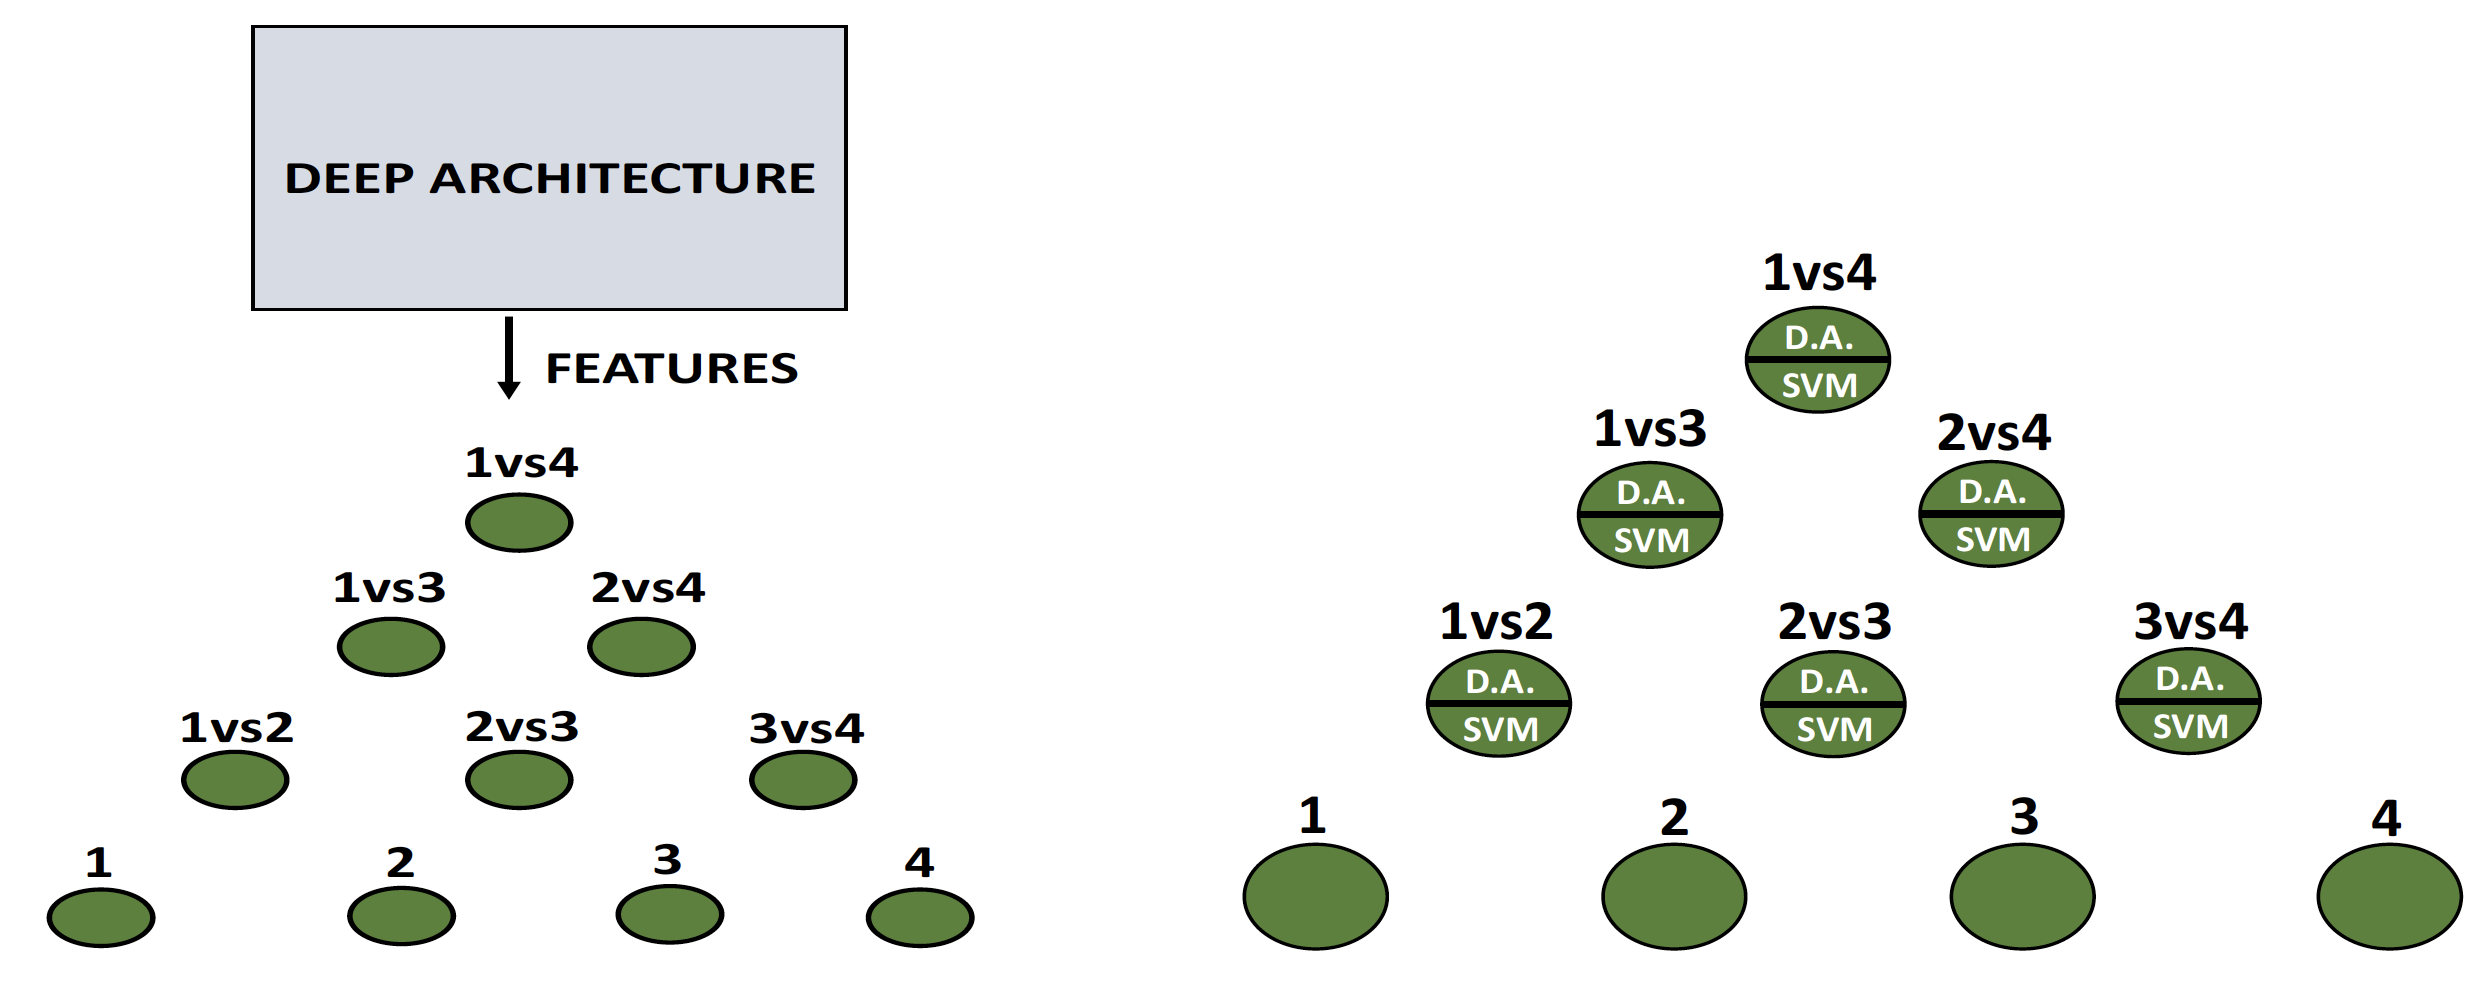 DEEP ARCHITECTURE
FEATURES
1vs4
1vs3 2vs4
1vs2 2vs3 3vs4
1 2 3 4
1vs4
D.A.
SVM
1vs3 2vs4
D.A. D.A.
SVM SVM
1vs2 2vs3 3vs4
D.A. D.A. D.A.
SVM SVM SVM
1 2 3 4